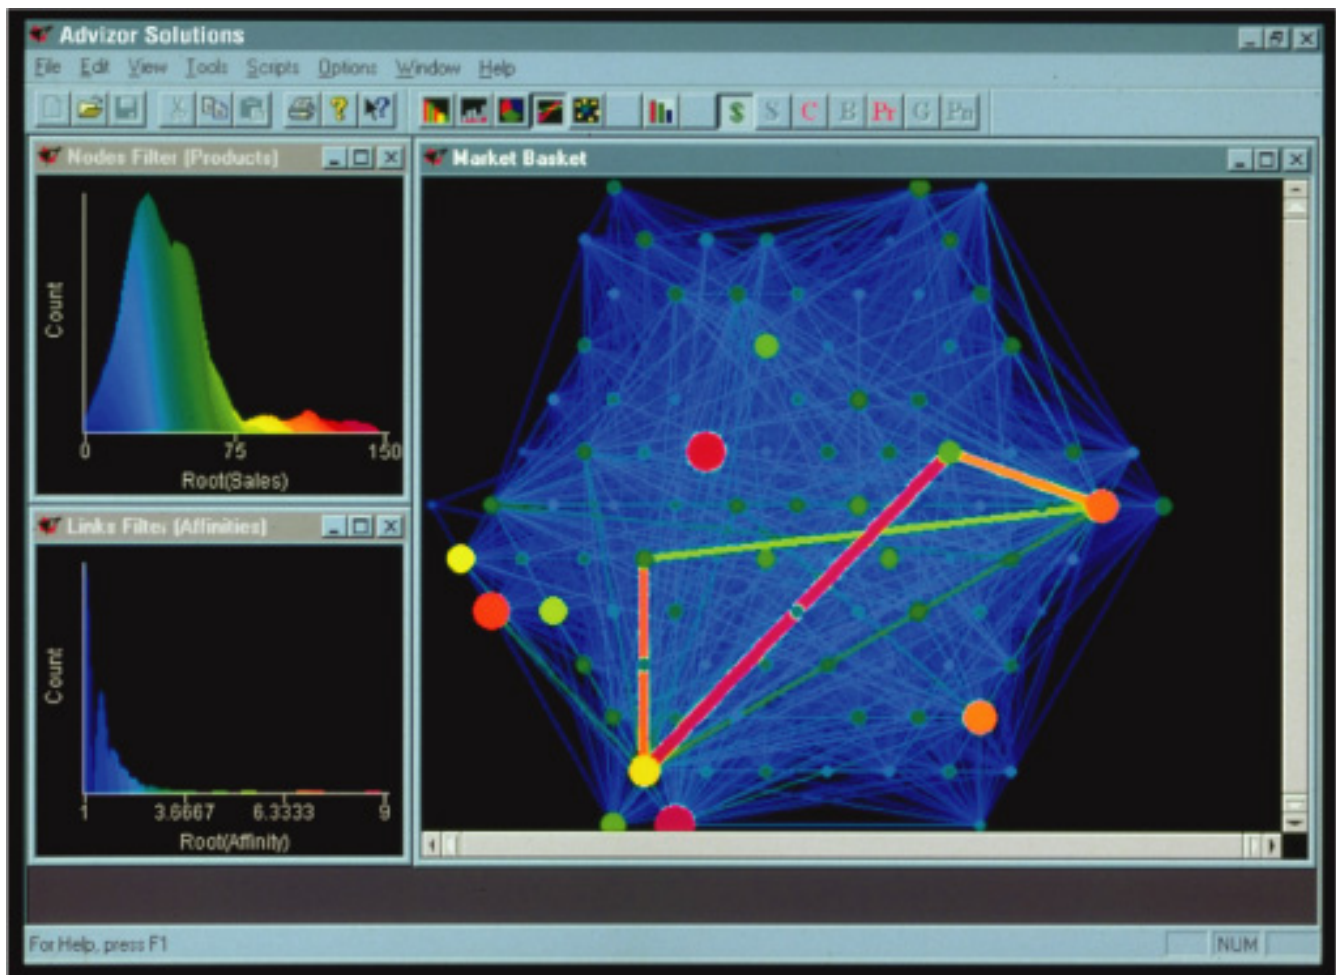 Advizor Solutions
File Edit View Tools Scripts Options Window Help
$ S C B Pr G Pn
Nodes Filter (Products)
Count
0 75 150
Root(Sales)
Market Basket
Links Filter (Affinities)
Count
1 3.6667 6.3333 9
Root(Affinity)
For Help, press F1
NUM